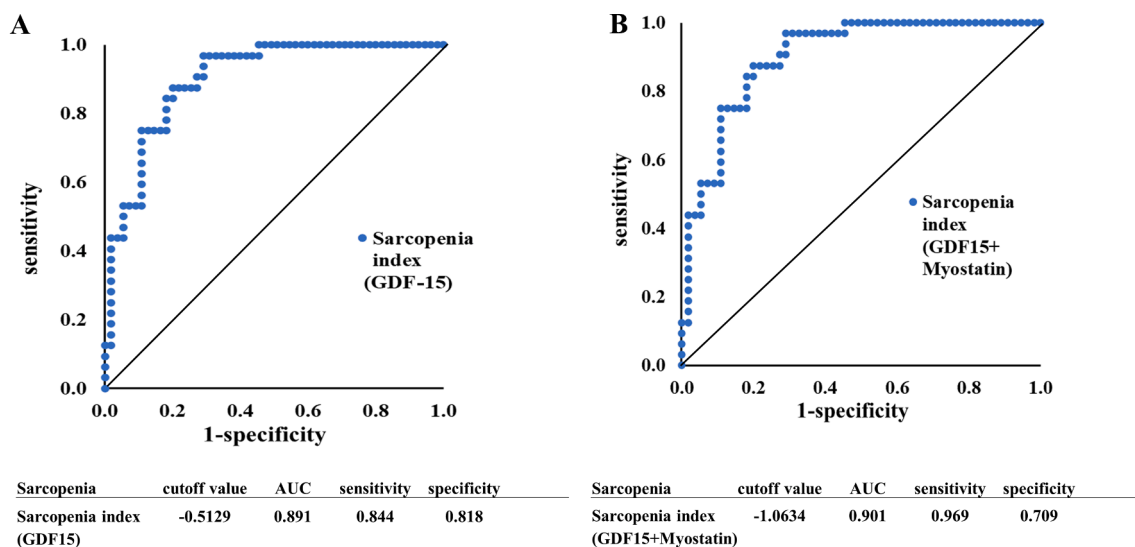 A
1.0
0.8
0.6
0.4
0.2
0.0
sensitivity
0.0 0.2 0.4 0.6 0.8 1.0
1-specificity
Sarcopenia
index
(GDF-15)
Sarcopenia cutoff value AUC sensitivity specificity
Sarcopenia index -0.5129 0.891 0.844 0.818
(GDF15)
B
1.0
0.8
0.6
0.4
0.2
0.0
sensitivity
0.0 0.2 0.4 0.6 0.8 1.0
1-specificity
Sarcopenia
index
(GDF15+
Myostatin)
Sarcopenia cutoff value AUC sensitivity specificity
Sarcopenia index -1.0634 0.901 0.969 0.709
(GDF15+Myostatin)